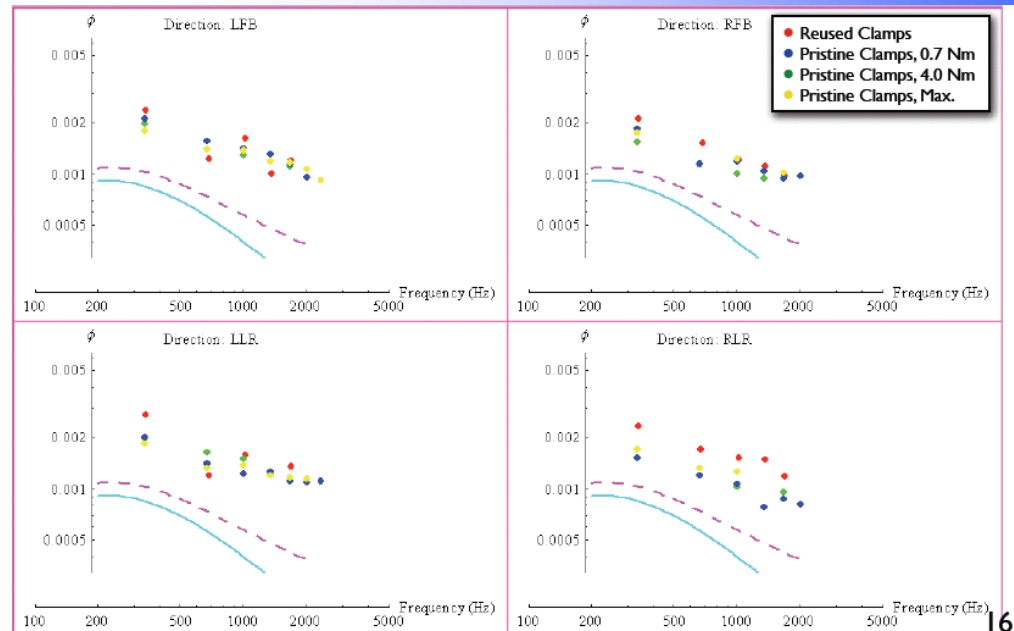 ϕ
Direction: LFB
0.005
0.002
0.001
0.0005
Frequency (Hz)
100 200 500 1000 2000 5000
ϕ
Direction: RFB
0.005
0.002
0.001
0.0005
Frequency (Hz)
100 200 500 1000 2000 5000
Reused Clamps
Pristine Clamps, 0.7 Nm
Pristine Clamps, 4.0 Nm
Pristine Clamps, Max.
ϕ
Direction: LLR
0.005
0.002
0.001
0.0005
Frequency (Hz)
100 200 500 1000 2000 5000
ϕ
Direction: RLR
0.005
0.002
0.001
0.0005
Frequency (Hz)
100 200 500 1000 2000 5000
16